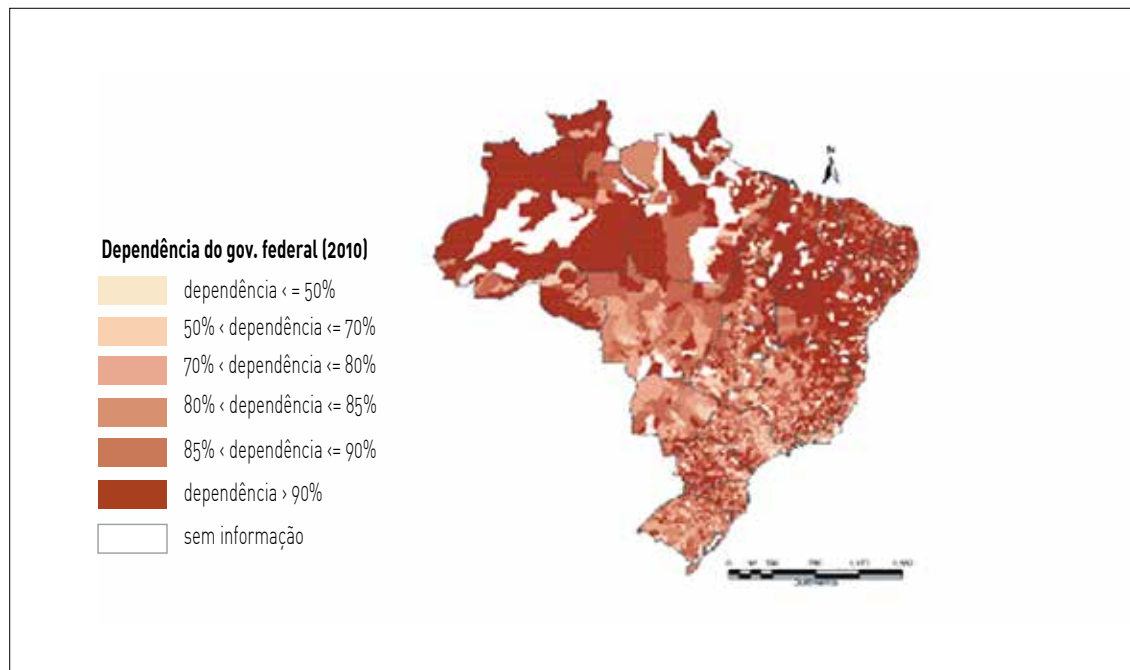 Dependência do gov. federal (2010)
dependência < = 50%
50% < dependência <= 70%
70% < dependência <= 80%
80% < dependência <= 85%
85% < dependência <= 90%
dependência > 90%
sem informação
N
0